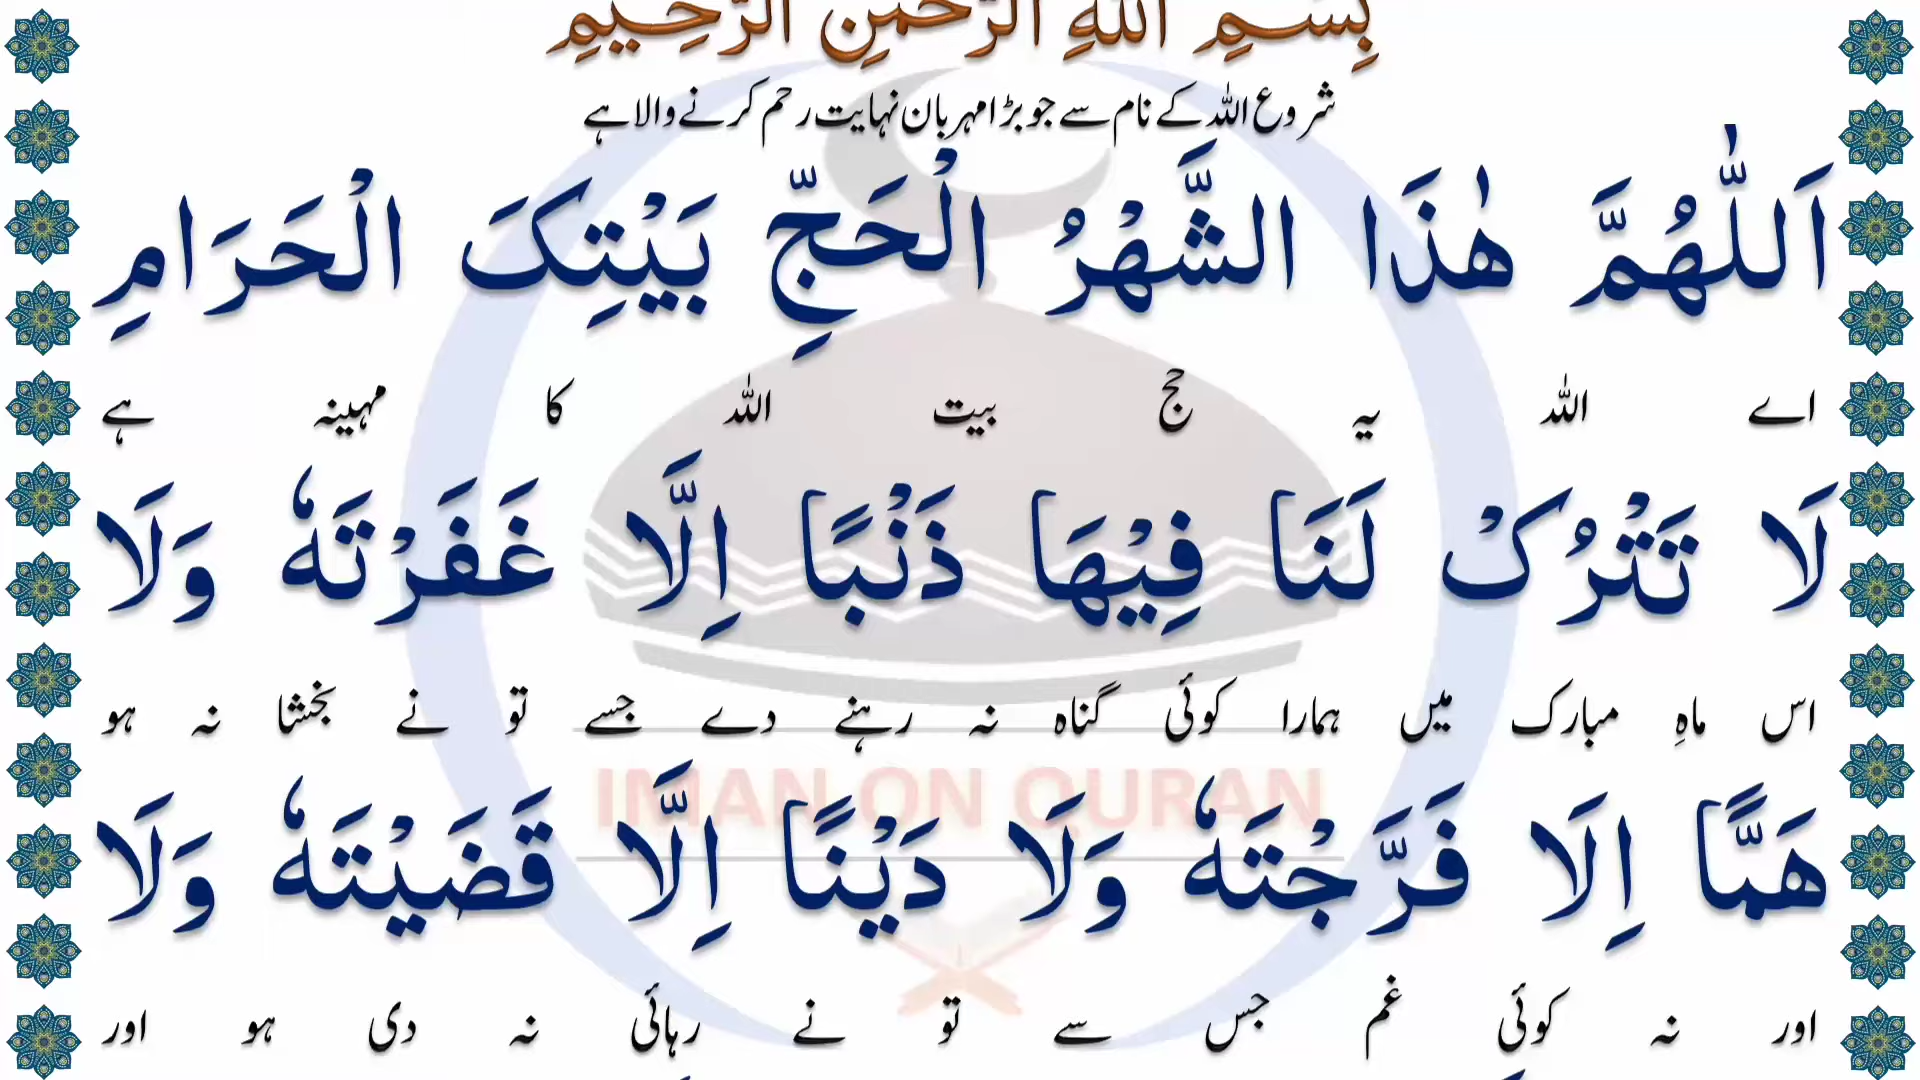 بِسْمِ اللهِ الرَّحْمٰنِ الرَّحِيْمِ
شروع اللہ کے نام سے جو بڑا مہربان نہایت رحم کرنے والا ہے
اَللّٰهُمَّ هٰذَا الشَّهْرُ الْحَجِّ بَيْتِکَ الْحَرَامِ
اے اللہ یہ حج بیت اللہ کا مہینہ ہے
لَا تَتْرُکْ لَنَا فِيْهَا ذَنْبًا اِلَّا غَفَرْتَهٗ وَلَا
اس ماہِ مبارک میں ہمارا کوئی گناہ نہ رہنے دے جسے تو نے بخشا نہ ہو
IMAN ON QURAN
هَمًّا اِلَا فَرَّجْتَهٗ وَلَا دَيْنًا اِلَّا قَضَيْتَهٗ وَلَا
اور نہ کوئی غم جس سے تو نے رہائی نہ دی ہو اور